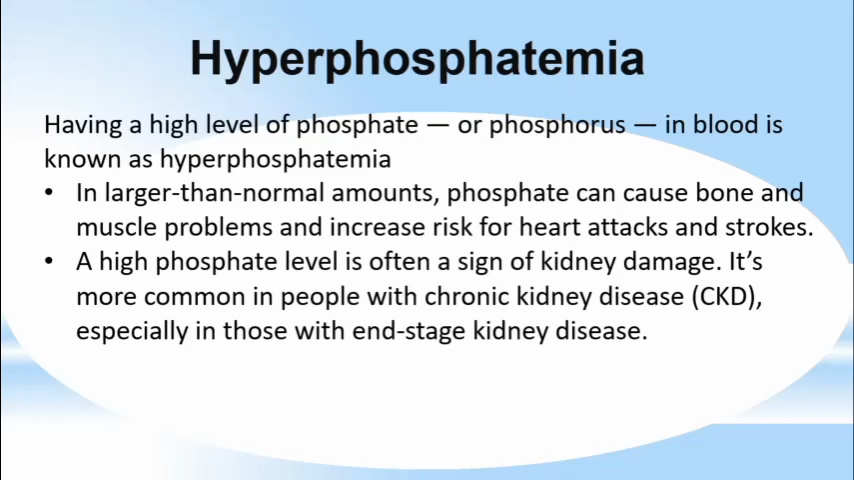 Hyperphosphatemia
Having a high level of phosphate — or phosphorus — in blood is
known as hyperphosphatemia
• In larger-than-normal amounts, phosphate can cause bone and
muscle problems and increase risk for heart attacks and strokes.
• A high phosphate level is often a sign of kidney damage. It’s
more common in people with chronic kidney disease (CKD),
especially in those with end-stage kidney disease.